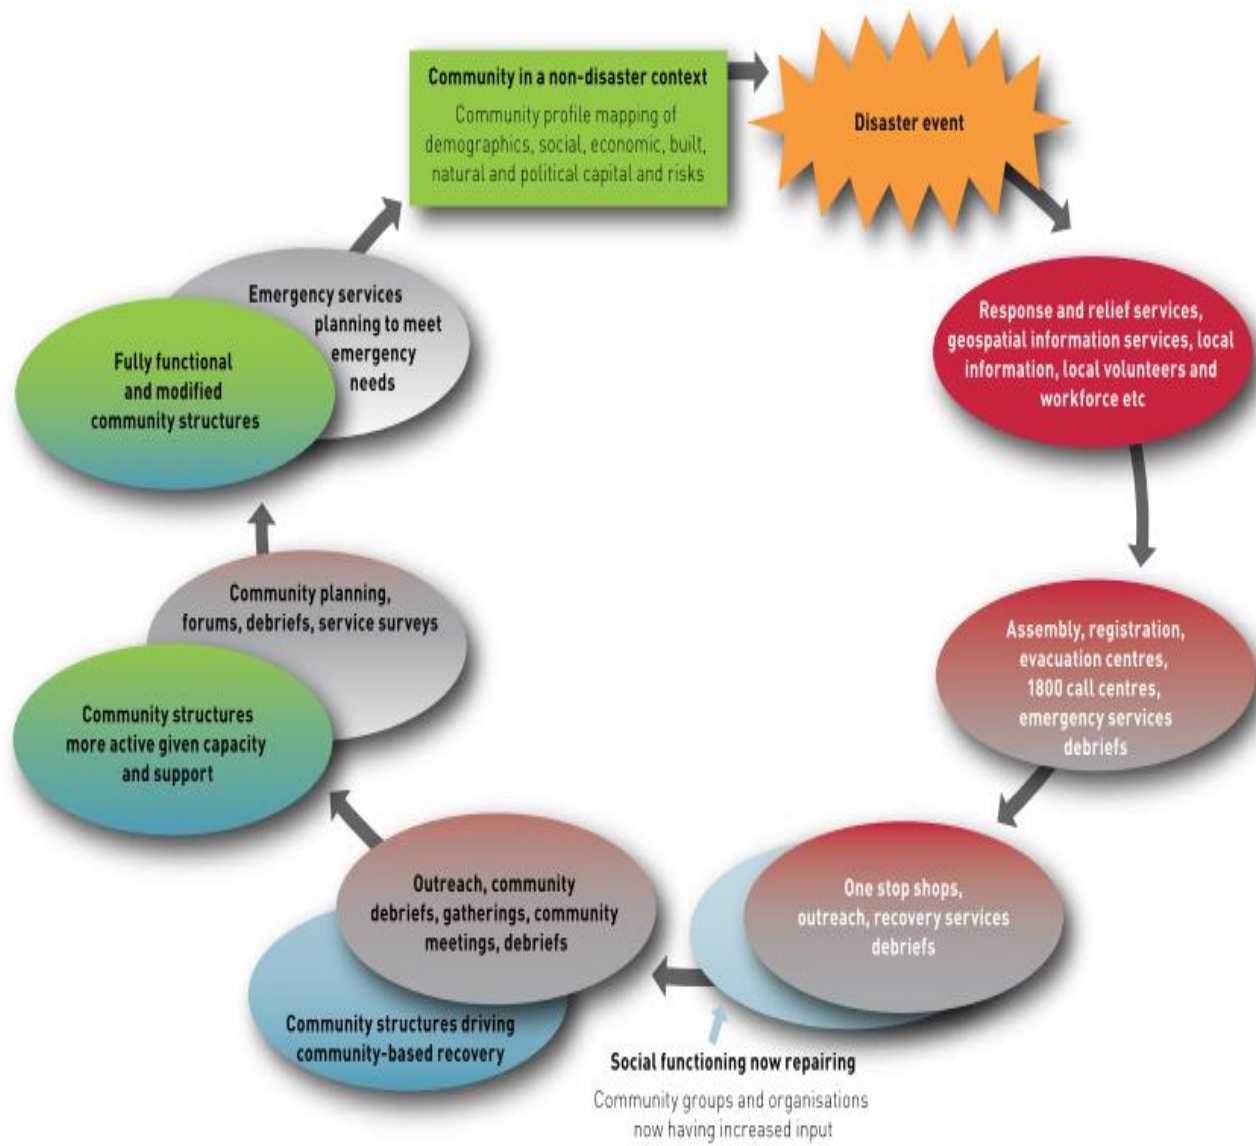 Community in a non-disaster context
Community profile mapping of
demographics, social, economic, built,
natural and political capital and risks
Disaster event
Response and relief services,
geospatial information services, local
information, local volunteers and
workforce etc
Assembly, registration,
evacuation centres,
1800 call centres,
emergency services
debriefs
One stop shops,
outreach, recovery services
debriefs
Social functioning now repairing
Community groups and organisations
now having increased input
Outreach, community
debriefs, gatherings, community
meetings, debriefs
Community structures driving
community-based recovery
Community planning,
forums, debriefs, service surveys
Community structures
more active given capacity
and support
Emergency services
planning to meet
emergency
needs
Fully functional
and modified
community structures